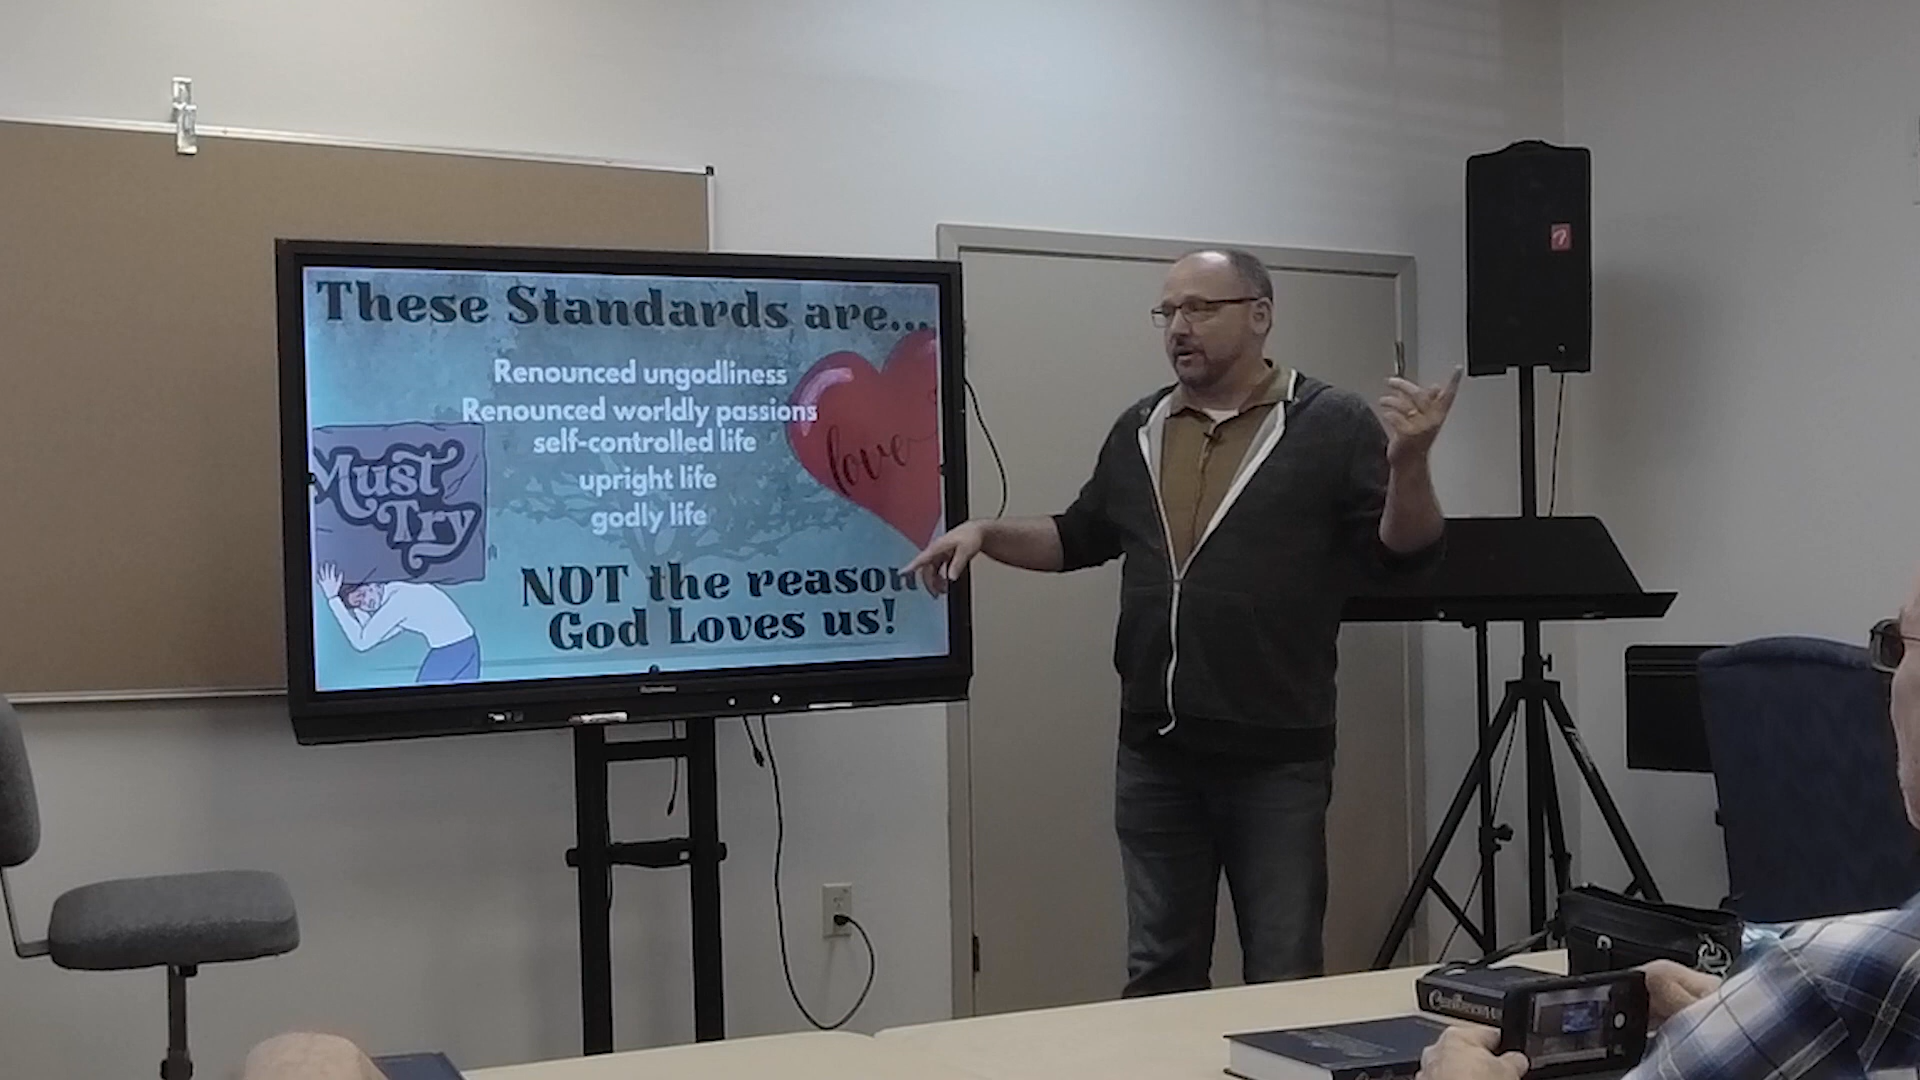 These Standards are...
Renounced ungodliness
Renounced worldly passions
self-controlled life
upright life
godly life
Must
Try
love
NOT the reason
God Loves us!